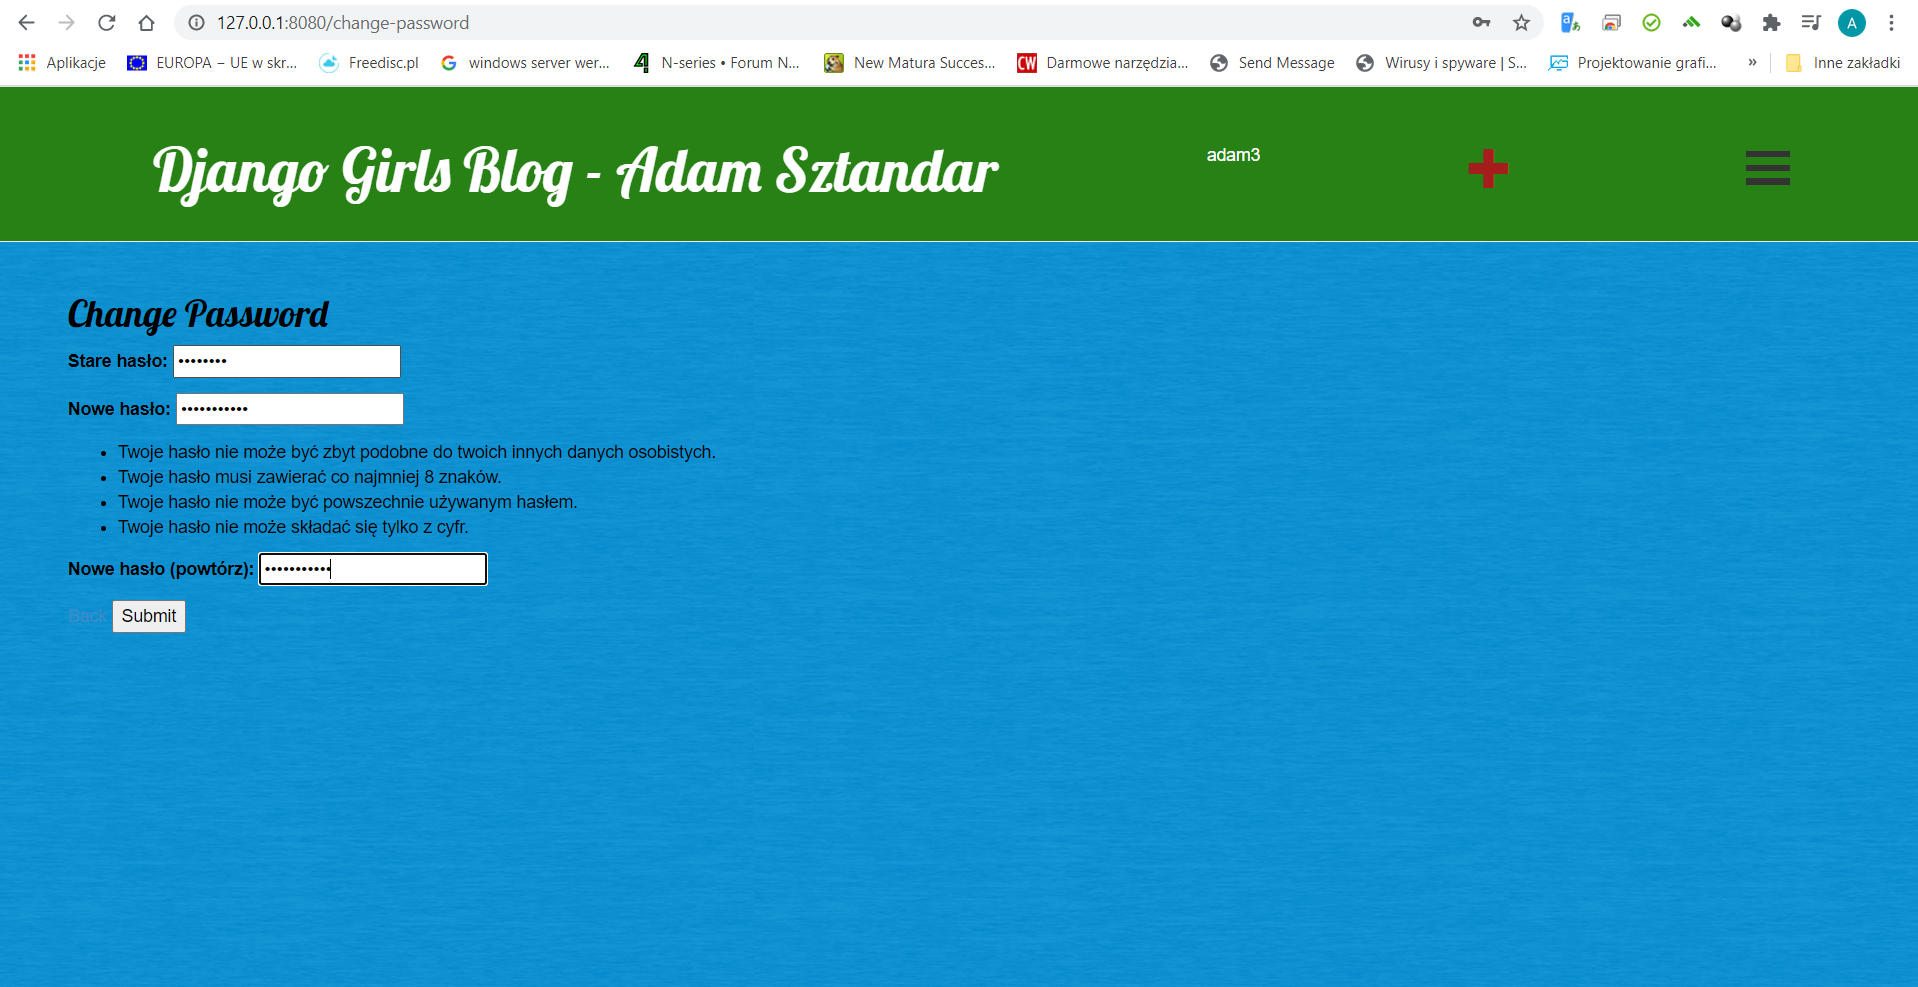 127.0.0.1:8080/change-password
A
Aplikacje EUROPA – UE w skr... Freedisc.pl windows server wer... N-series • Forum N... New Matura Succes... CW Darmowe narzędzia... Send Message Wirusy i spyware | S... Projektowanie grafi... » Inne zakładki
Django Girls Blog - Adam Sztandar
adam3
Change Password
Stare hasło: ••••••••
Nowe hasło: •••••••••••
• Twoje hasło nie może być zbyt podobne do twoich innych danych osobistych.
• Twoje hasło musi zawierać co najmniej 8 znaków.
• Twoje hasło nie może być powszechnie używanym hasłem.
• Twoje hasło nie może składać się tylko z cyfr.
Nowe hasło (powtórz): •••••••••••
Back Submit